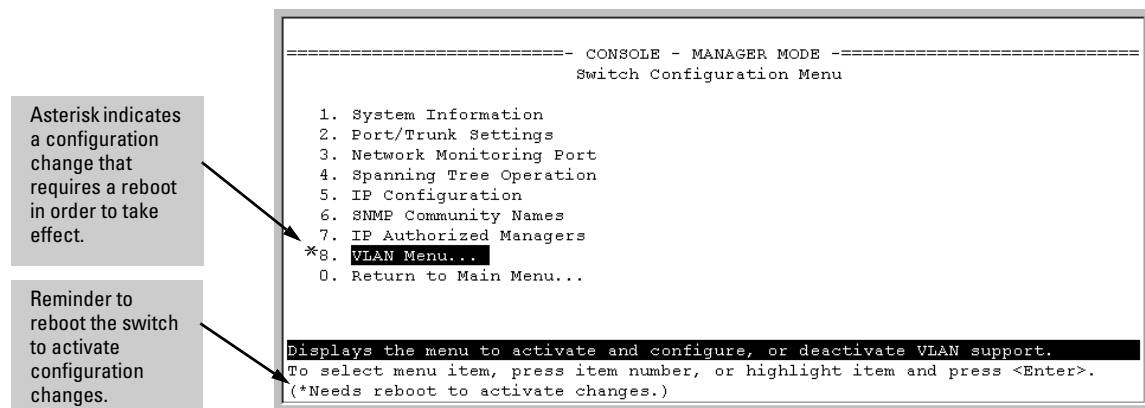 ==========================- CONSOLE - MANAGER MODE -============================
Switch Configuration Menu
1. System Information
2. Port/Trunk Settings
3. Network Monitoring Port
4. Spanning Tree Operation
5. IP Configuration
6. SNMP Community Names
7. IP Authorized Managers
*8. VLAN Menu...
0. Return to Main Menu...
Displays the menu to activate and configure, or deactivate VLAN support.
To select menu item, press item number, or highlight item and press <Enter>.
(*Needs reboot to activate changes.)
Asterisk indicates
a configuration
change that
requires a reboot
in order to take
effect.
Reminder to
reboot the switch
to activate
configuration
changes.